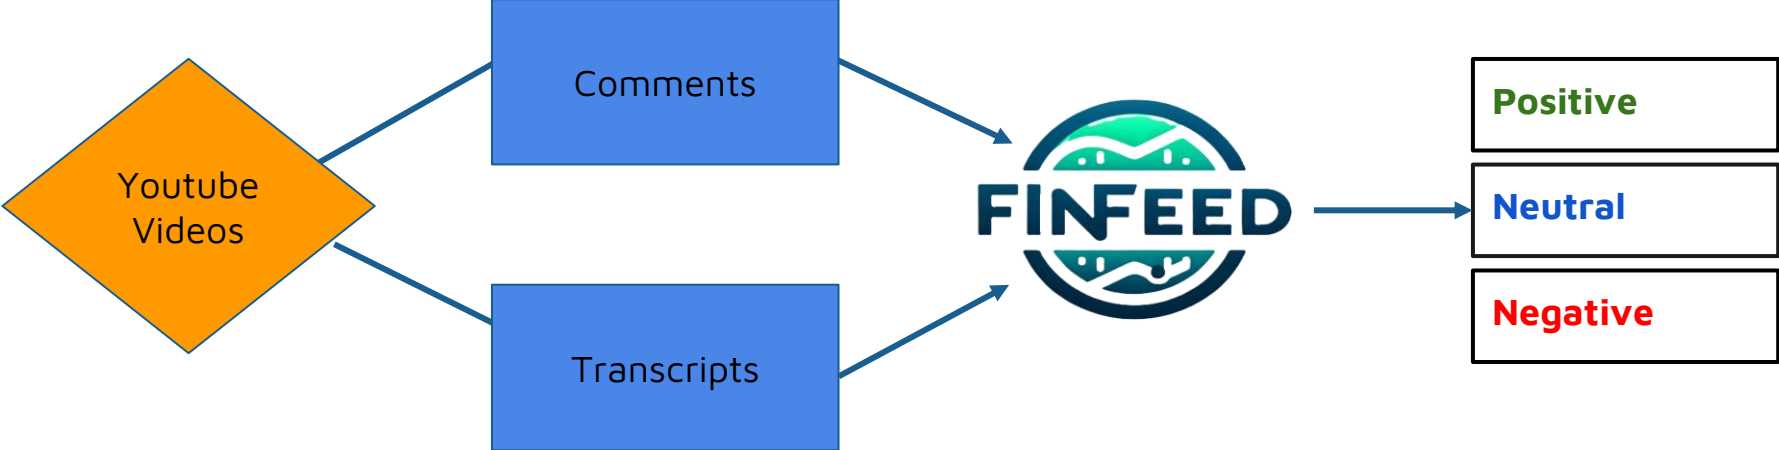 Youtube
Videos
Comments
Transcripts
FINFEED
Positive
Neutral
Negative